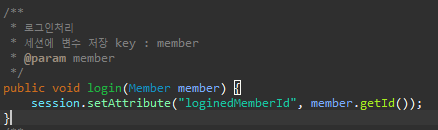 /**
* 로그인처리
* 세션에 변수 저장 key : member
* @param member
*/
public void login(Member member) {
session.setAttribute("loginedMemberId", member.getId());
}